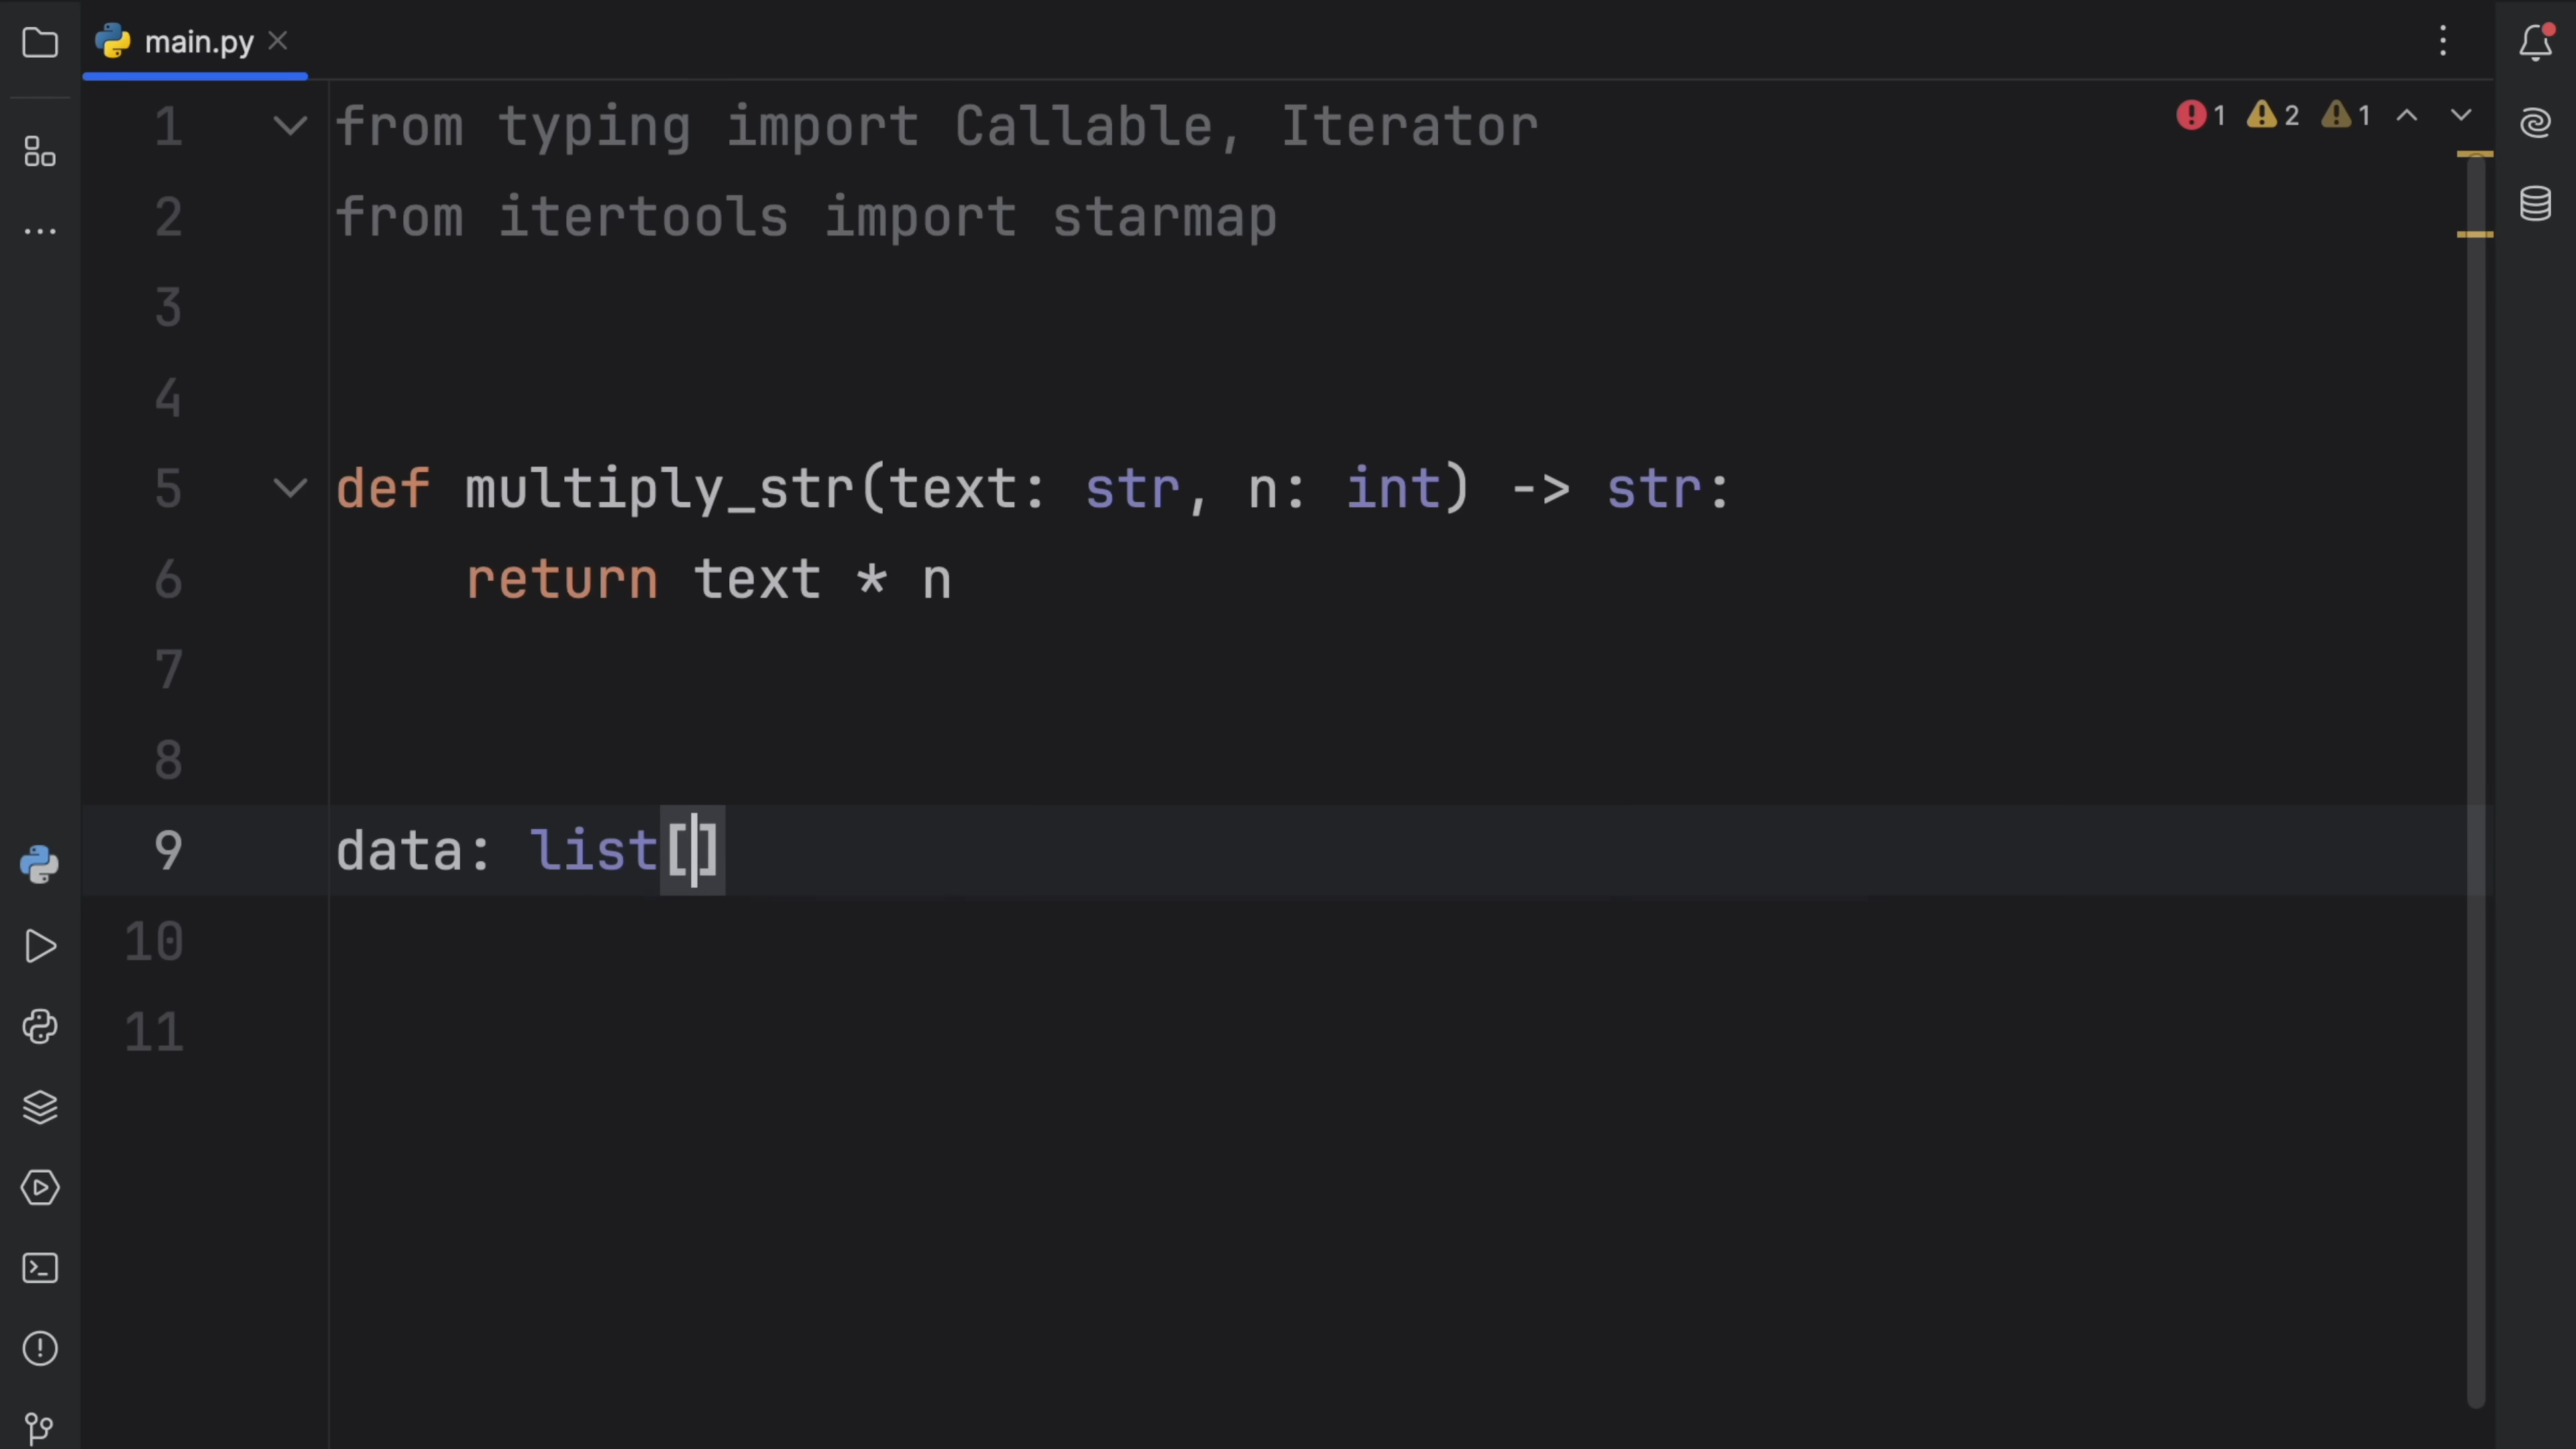 main.py
1 2 1
1 from typing import Callable, Iterator
2 from itertools import starmap
3
4
5 def multiply_str(text: str, n: int) -> str:
6     return text * n
7
8
9 data: list[]
10
11